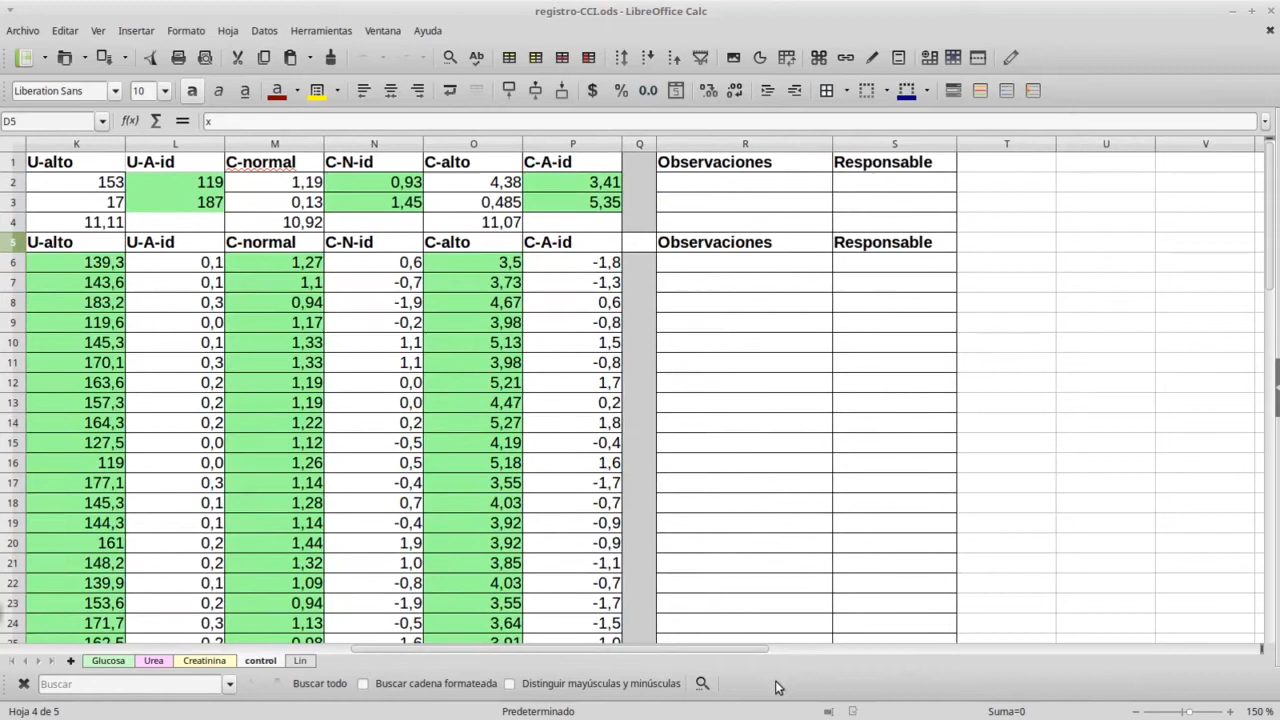 registro-CCI.ods - LibreOffice Calc
Archivo Editar Ver Insertar Formato Hoja Datos Herramientas Ventana Ayuda
Liberation Sans 10
D5 f(x) Σ = x
K L M N O P Q R S T U V
1 U-alto U-A-id C-normal C-N-id C-alto C-A-id Observaciones Responsable
2 153 119 1,19 0,93 4,38 3,41
3 17 187 0,13 1,45 0,485 5,35
4 11,11 10,92 11,07
5 U-alto U-A-id C-normal C-N-id C-alto C-A-id Observaciones Responsable
6 139,3 0,1 1,27 0,6 3,5 -1,8
7 143,6 0,1 1,1 -0,7 3,73 -1,3
8 183,2 0,3 0,94 -1,9 4,67 0,6
9 119,6 0,0 1,17 -0,2 3,98 -0,8
10 145,3 0,1 1,33 1,1 5,13 1,5
11 170,1 0,3 1,33 1,1 3,98 -0,8
12 163,6 0,2 1,19 0,0 5,21 1,7
13 157,3 0,2 1,19 0,0 4,47 0,2
14 164,3 0,2 1,22 0,2 5,27 1,8
15 127,5 0,0 1,12 -0,5 4,19 -0,4
16 119 0,0 1,26 0,5 5,18 1,6
17 177,1 0,3 1,14 -0,4 3,55 -1,7
18 145,3 0,1 1,28 0,7 4,03 -0,7
19 144,3 0,1 1,14 -0,4 3,92 -0,9
20 161 0,2 1,44 1,9 3,92 -0,9
21 148,2 0,2 1,32 1,0 3,85 -1,1
22 139,9 0,1 1,09 -0,8 4,03 -0,7
23 153,6 0,2 0,94 -1,9 3,55 -1,7
24 171,7 0,3 1,13 -0,5 3,64 -1,5
Glucosa Urea Creatinina control Lin
Buscar Buscar todo Buscar cadena formateada Distinguir mayúsculas y minúsculas
Hoja 4 de 5 Predeterminado Suma=0 150 %